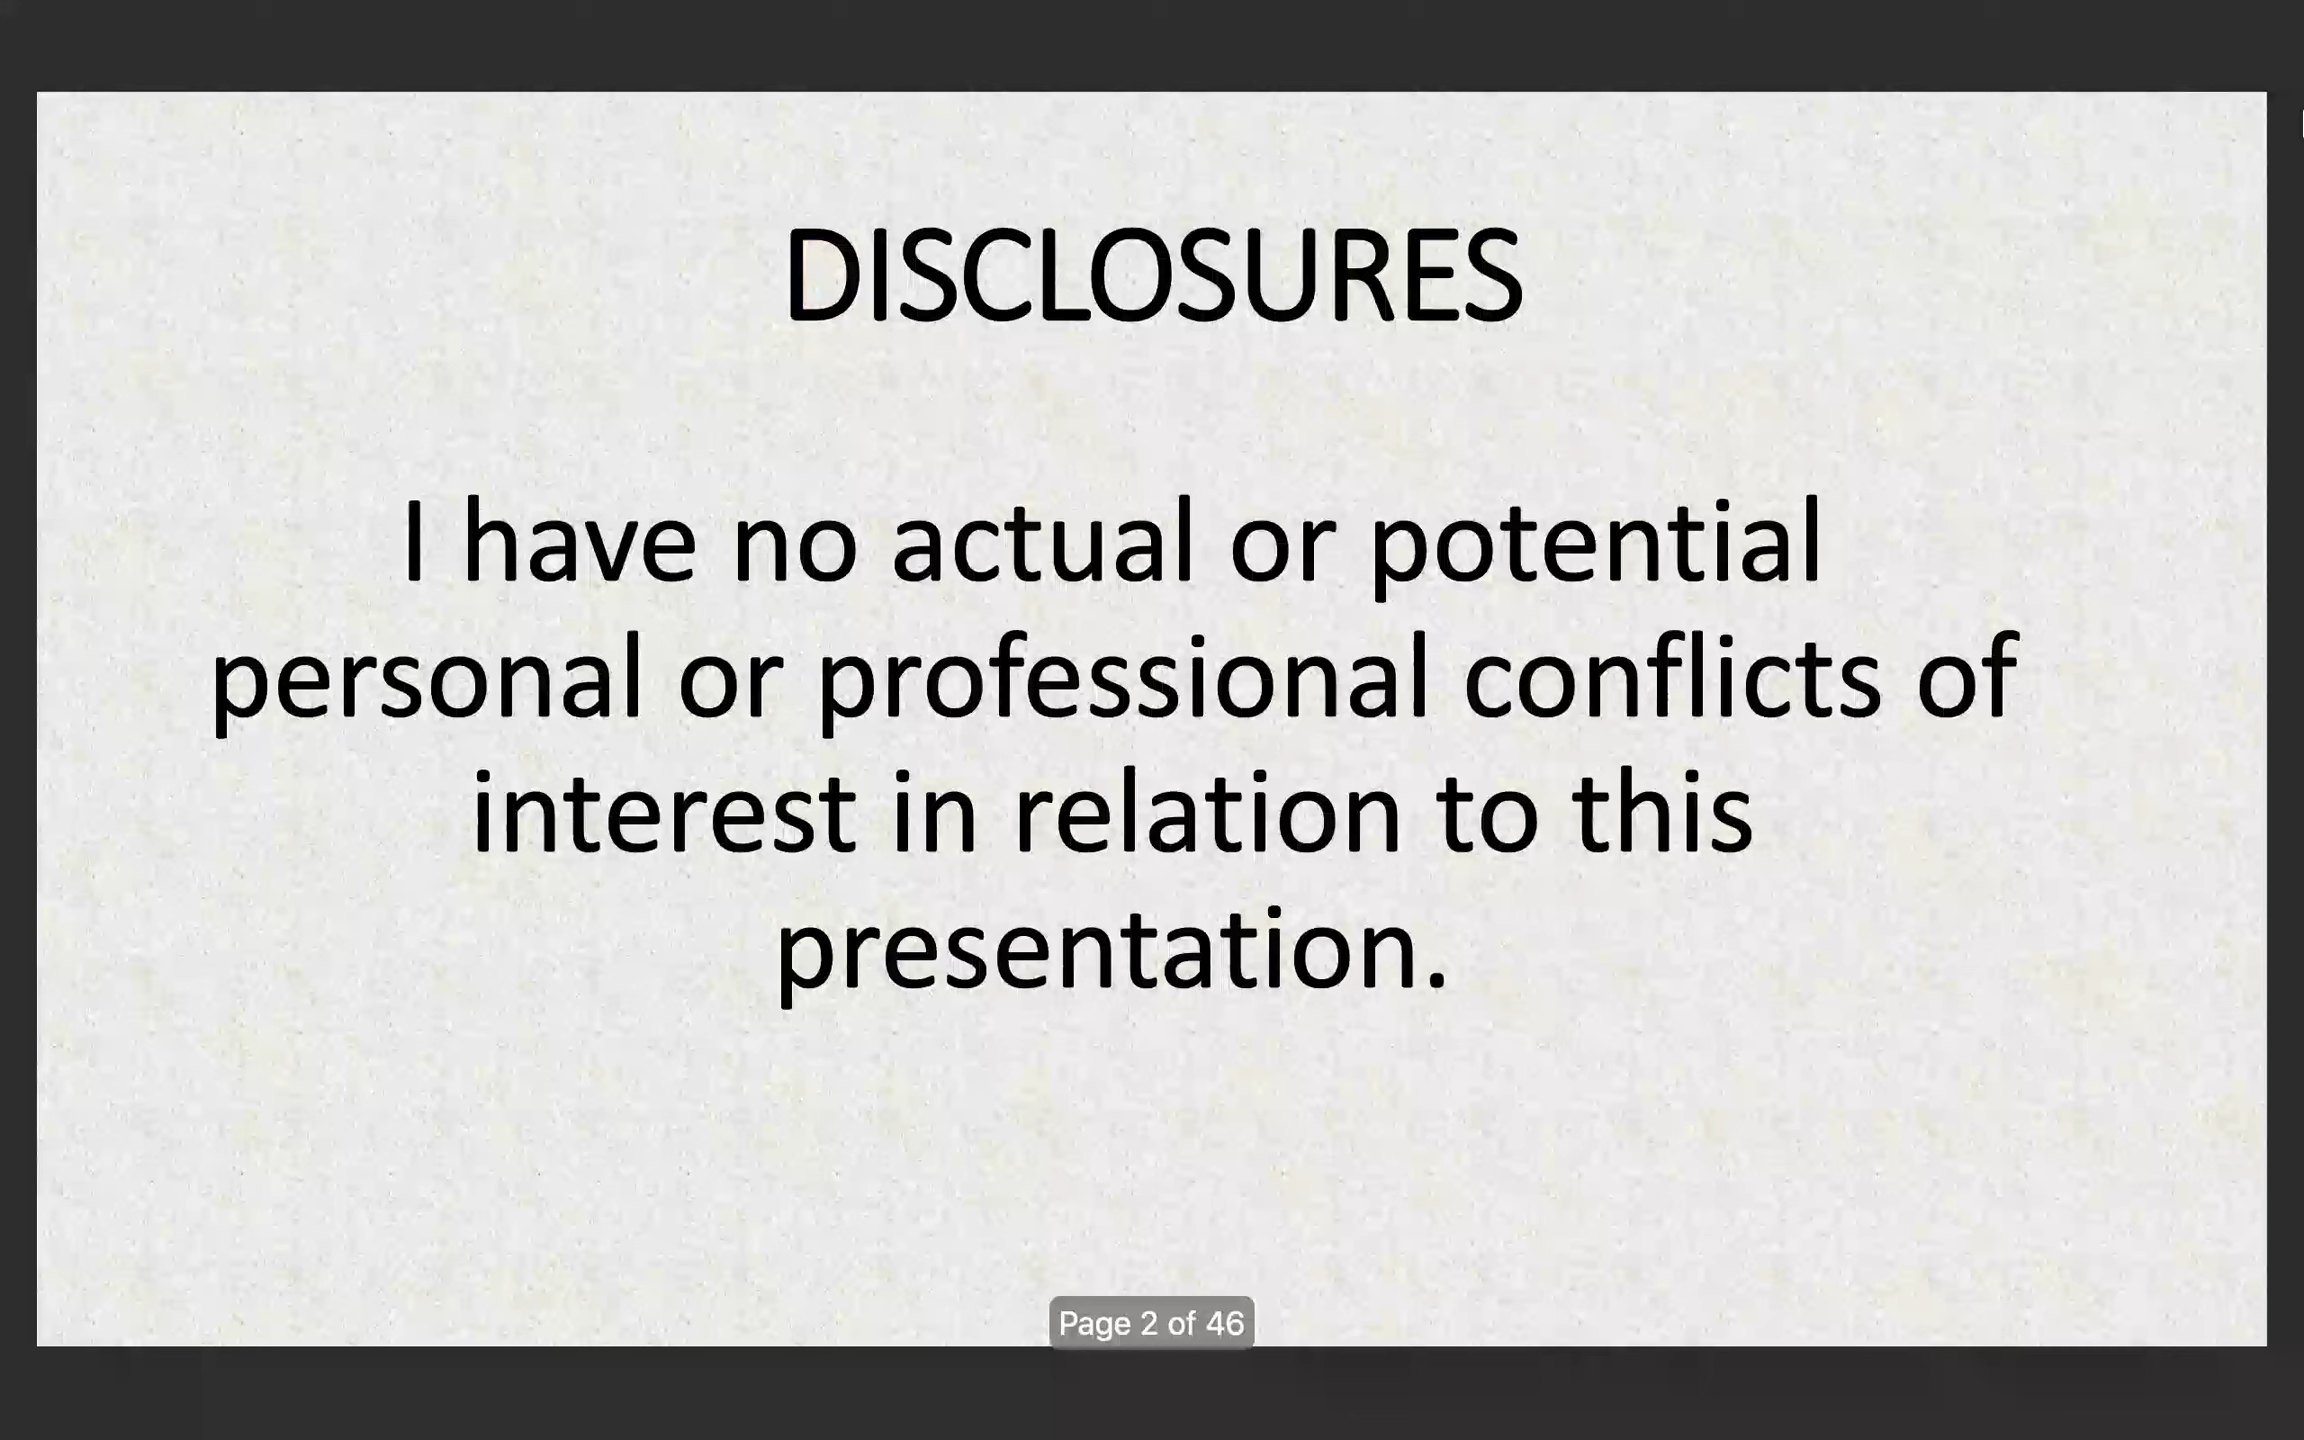 DISCLOSURES
I have no actual or potential
personal or professional conflicts of
interest in relation to this
presentation.
Page 2 of 46